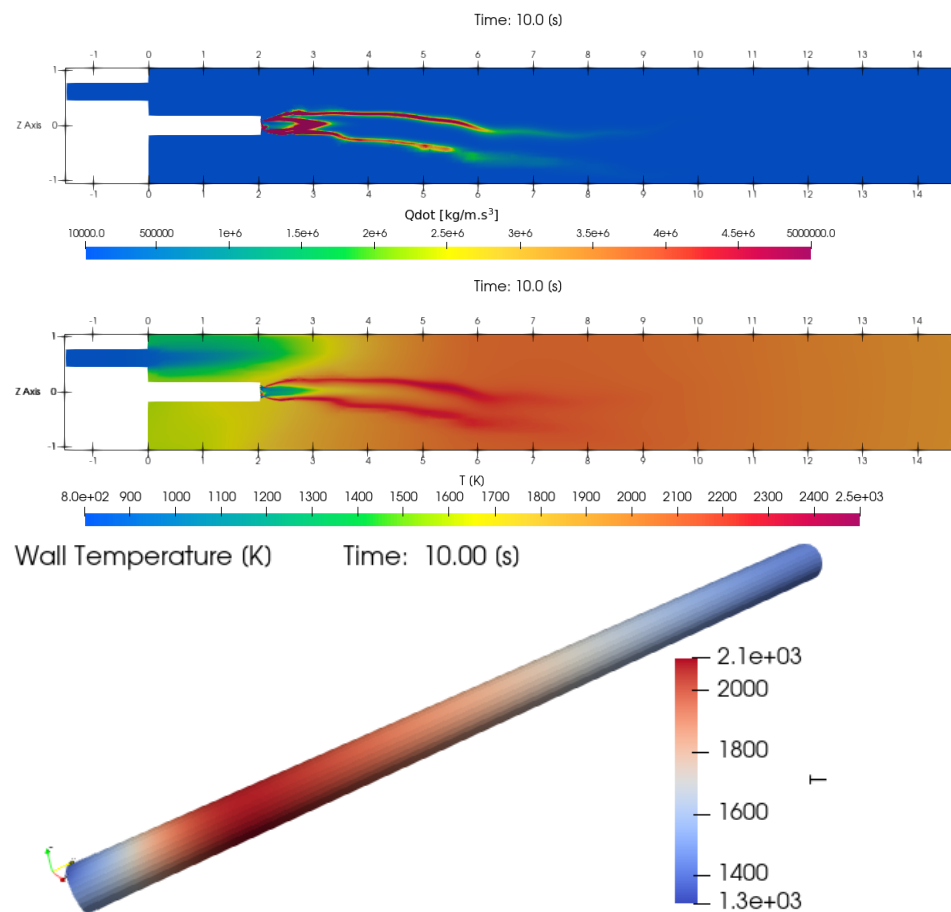 Time: 10.0 (s)
-1 0 1 2 3 4 5 6 7 8 9 10 11 12 13 14
1
Z Axis 0
-1
-1 0 1 2 3 4 5 6 7 8 9 10 11 12 13 14
Qdot [kg/m.s³]
10000.0 500000 1e+6 1.5e+6 2e+6 2.5e+6 3e+6 3.5e+6 4e+6 4.5e+6 5000000.0
Time: 10.0 (s)
-1 0 1 2 3 4 5 6 7 8 9 10 11 12 13 14
1
Z Axis 0
-1
-1 0 1 2 3 4 5 6 7 8 9 10 11 12 13 14
T (K)
8.0e+02 900 1000 1100 1200 1300 1400 1500 1600 1700 1800 1900 2000 2100 2200 2300 2400 2.5e+03
Wall Temperature (K) Time: 10.00 (s)
2.1e+03
2000
1800
T
1600
1400
1.3e+03